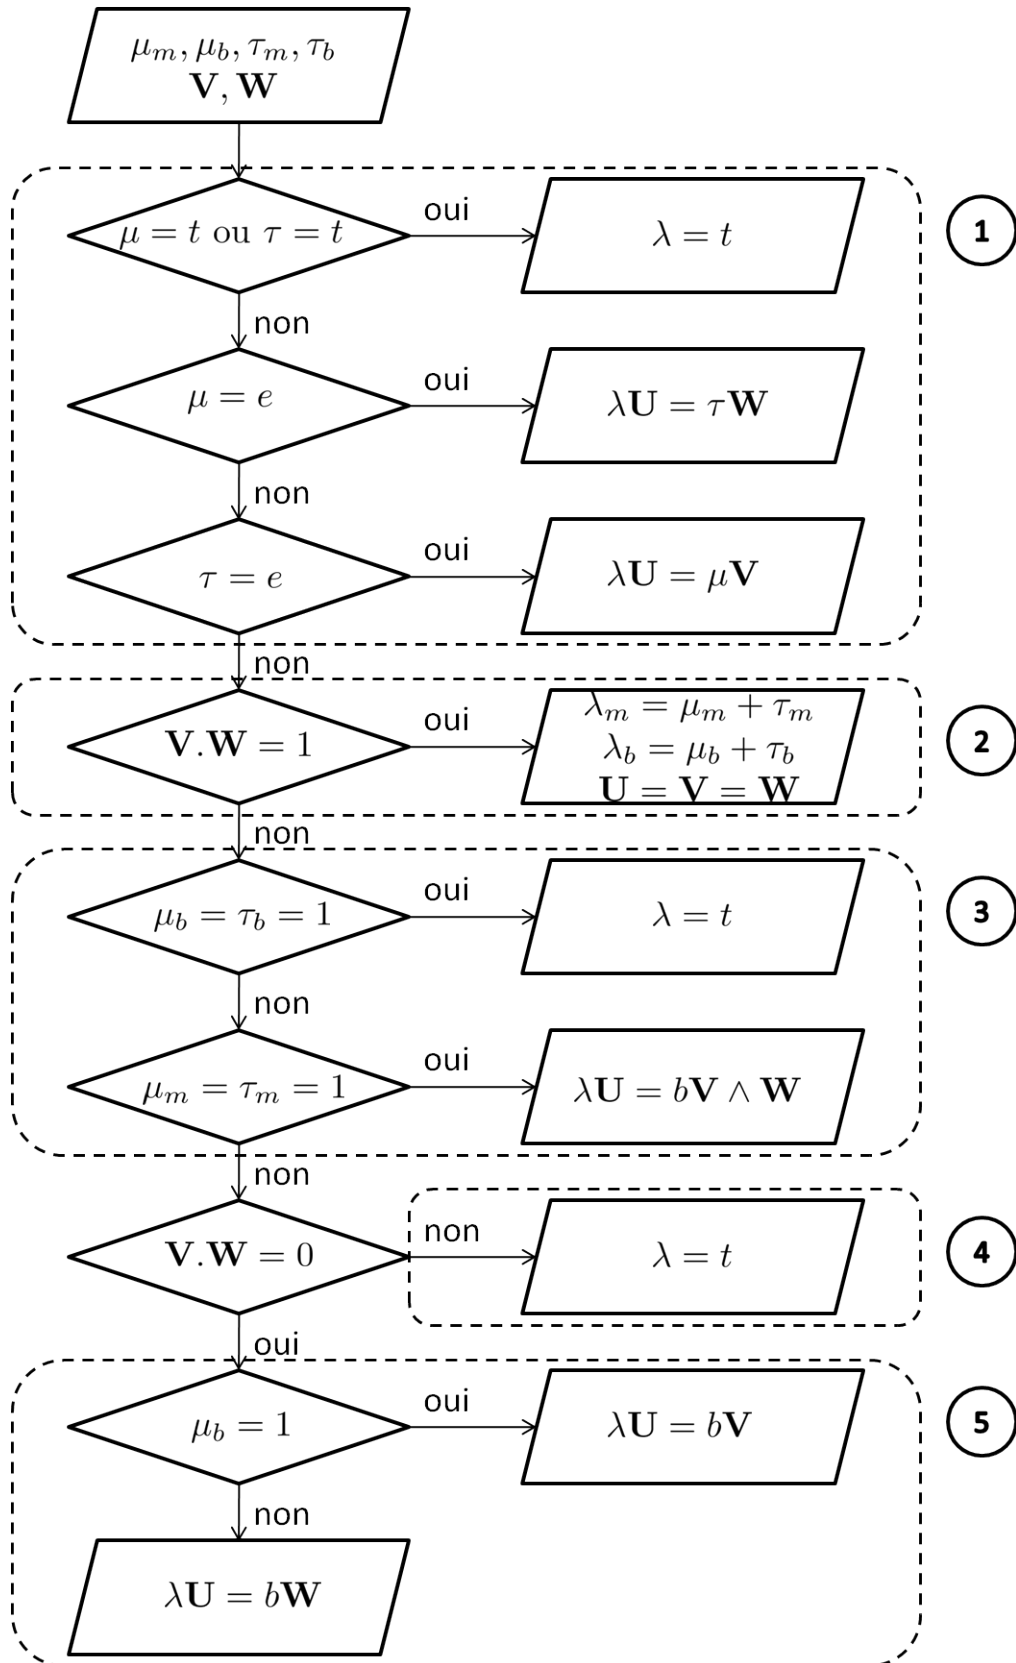 μ_m, μ_b, τ_m, τ_b
V, W
μ = t ou τ = t
oui
λ = t
1
non
μ = e
oui
λU = τW
non
τ = e
oui
λU = μV
non
V.W = 1
oui
λ_m = μ_m + τ_m
λ_b = μ_b + τ_b
U = V = W
2
non
μ_b = τ_b = 1
oui
λ = t
3
non
μ_m = τ_m = 1
oui
λU = bV ∧ W
non
V.W = 0
non
λ = t
4
oui
μ_b = 1
oui
λU = bV
5
non
λU = bW